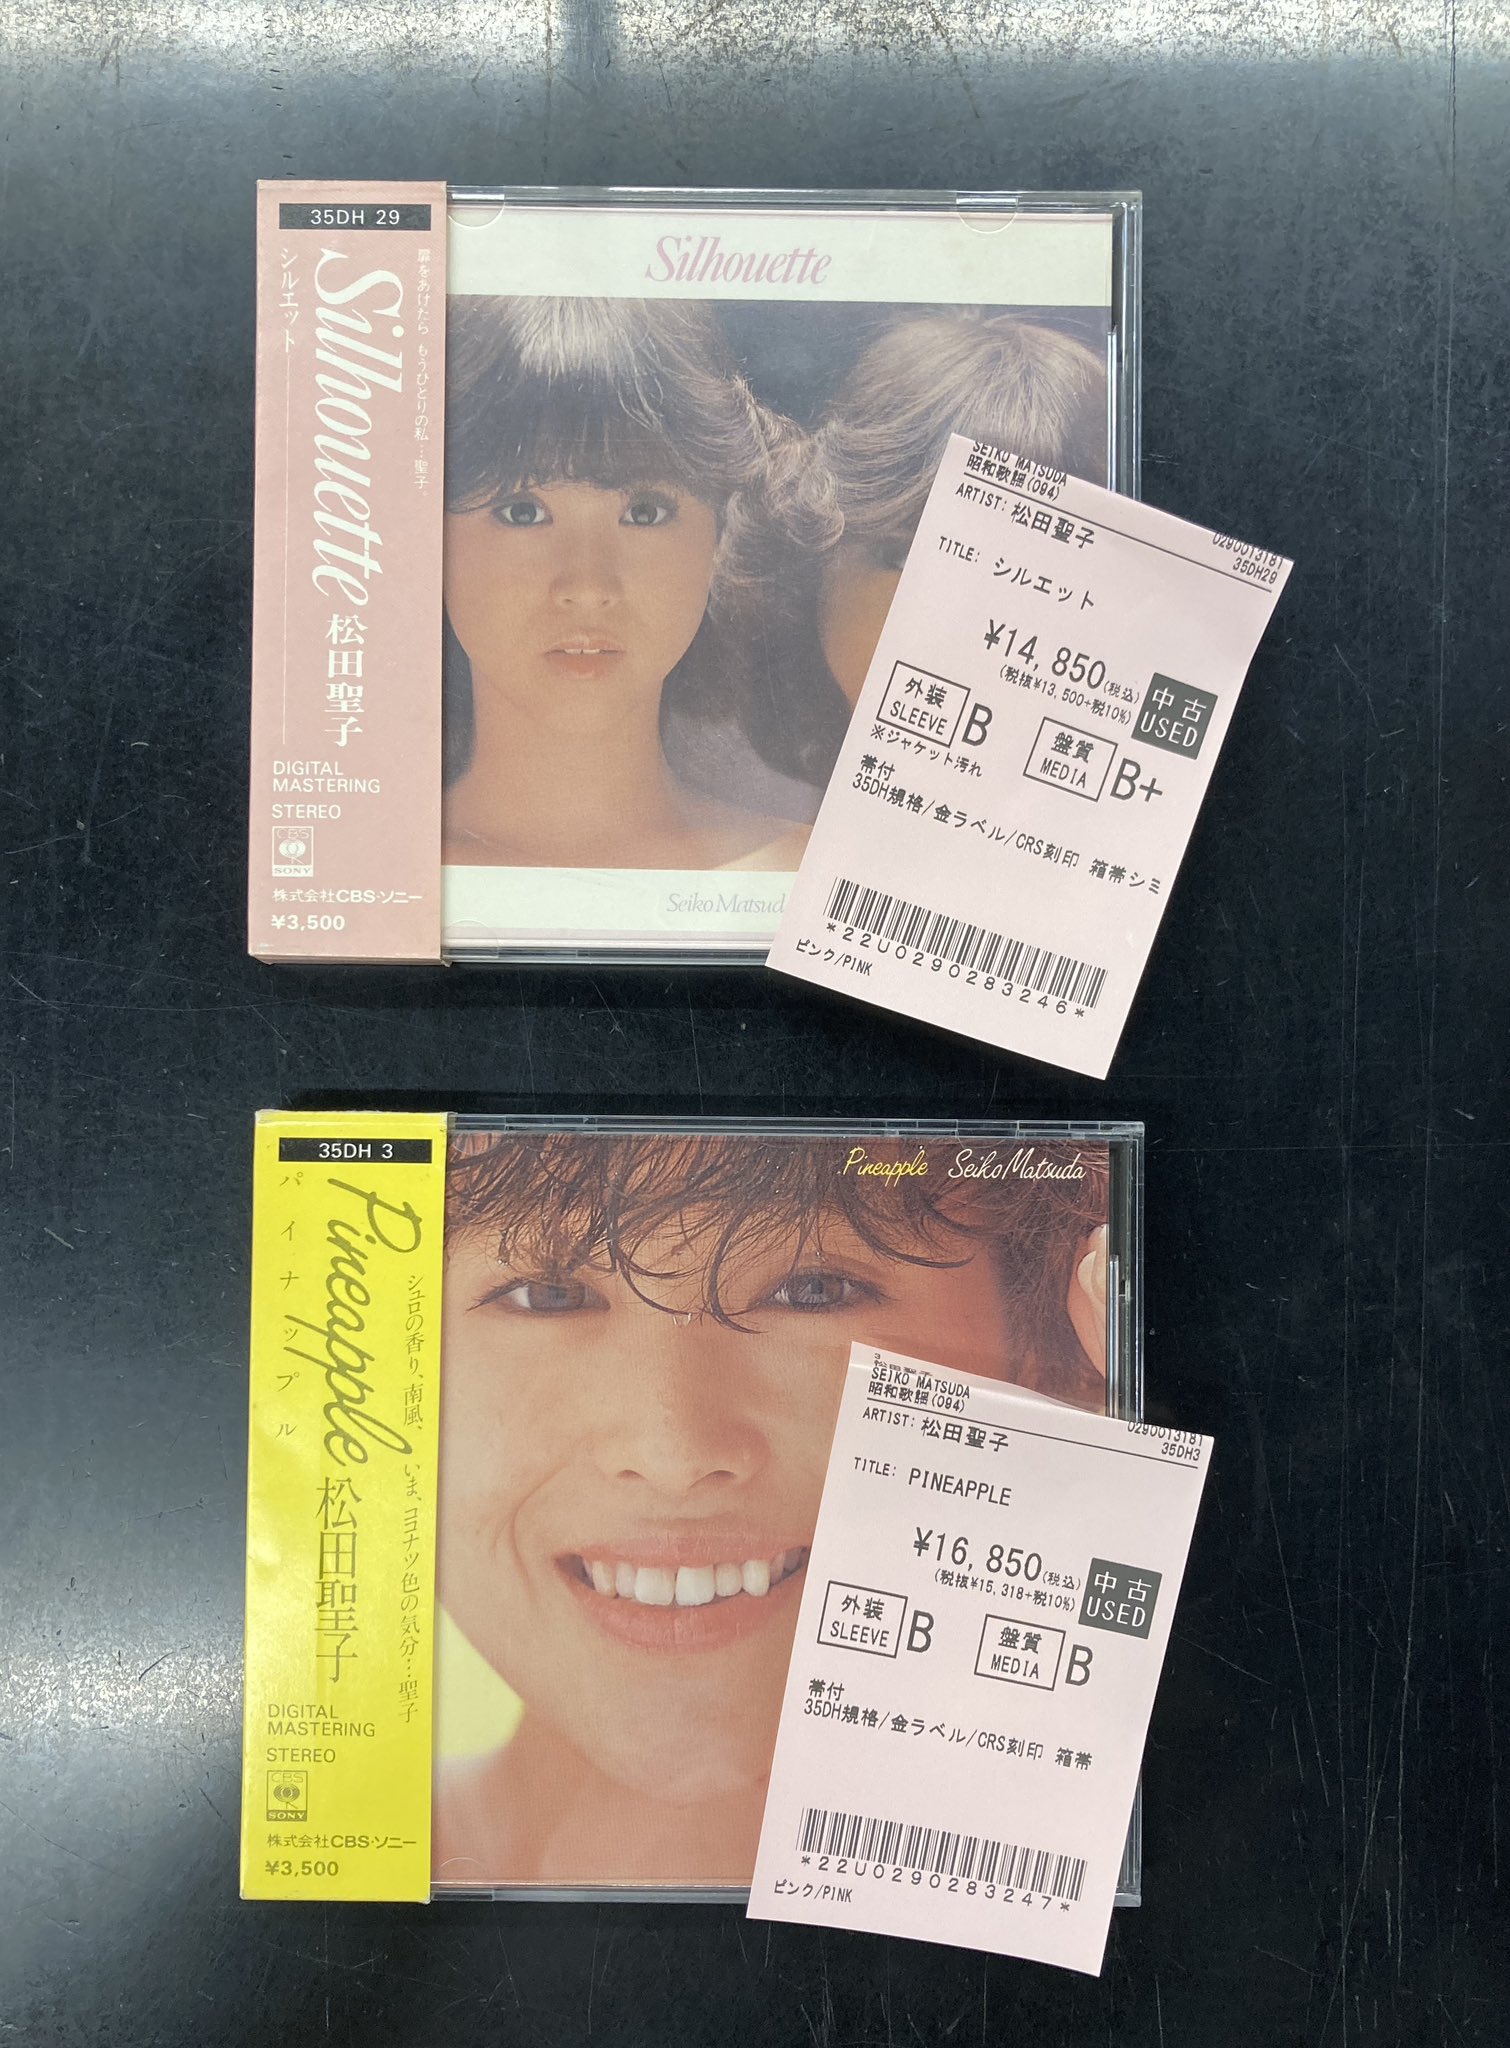 35DH 29
扉をあけたら もうひとりの私…聖子。
Silhouette 松田聖子
シルエット
DIGITAL
MASTERING
STEREO
CBS
SONY
株式会社CBS・ソニー
¥3,500
Silhouette
Seiko Matsud
SEIKO MATSUDA
昭和歌謡(094)
0290013181
ARTIST: 松田聖子
35DH29
TITLE: シルエット
¥14,850(税込)
(税抜¥13,500+税10%)
中古
USED
外装
SLEEVE
B
※ジャケット汚れ
盤質
MEDIA
B+
帯付
35DH規格/金ラベル/CRS刻印 箱帯シミ
*22U0290283246*
ピンク/PINK
35DH 3
シュロの香り、南風、いま、ココナツ色の気分…聖子
Pineapple 松田聖子
パイナップル
DIGITAL
MASTERING
STEREO
CBS
SONY
株式会社CBS・ソニー
¥3,500
Pineapple Seiko Matsuda
3
松田聖子
SEIKO MATSUDA
昭和歌謡(094)
0290013181
ARTIST: 松田聖子
35DH3
TITLE: PINEAPPLE
¥16,850(税込)
(税抜¥15,318+税10%)
中古
USED
外装
SLEEVE
B
盤質
MEDIA
B
帯付
35DH規格/金ラベル/CRS刻印 箱帯
*22U0290283247*
ピンク/PINK